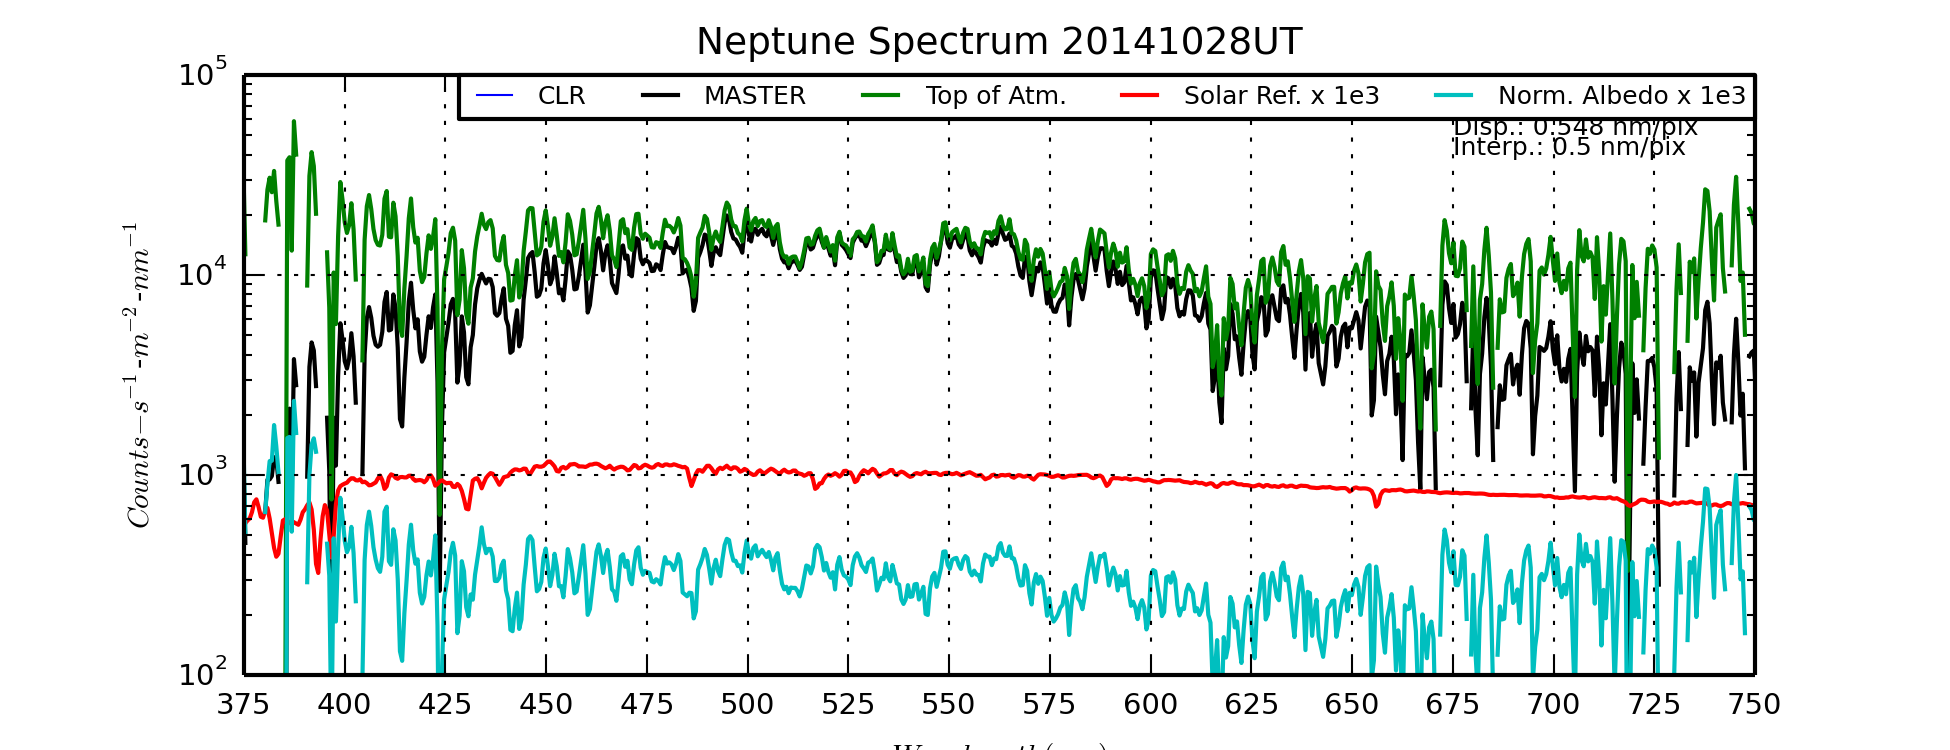 Neptune Spectrum 20141028UT
10^5
CLR MASTER Top of Atm. Solar Ref. x 1e3 Norm. Albedo x 1e3
Disp.: 0.548 nm/pix
Interp.: 0.5 nm/pix
10^4
10^3
10^2
Counts−s^−1-m^−2-nm^−1
375 400 425 450 475 500 525 550 575 600 625 650 675 700 725 750